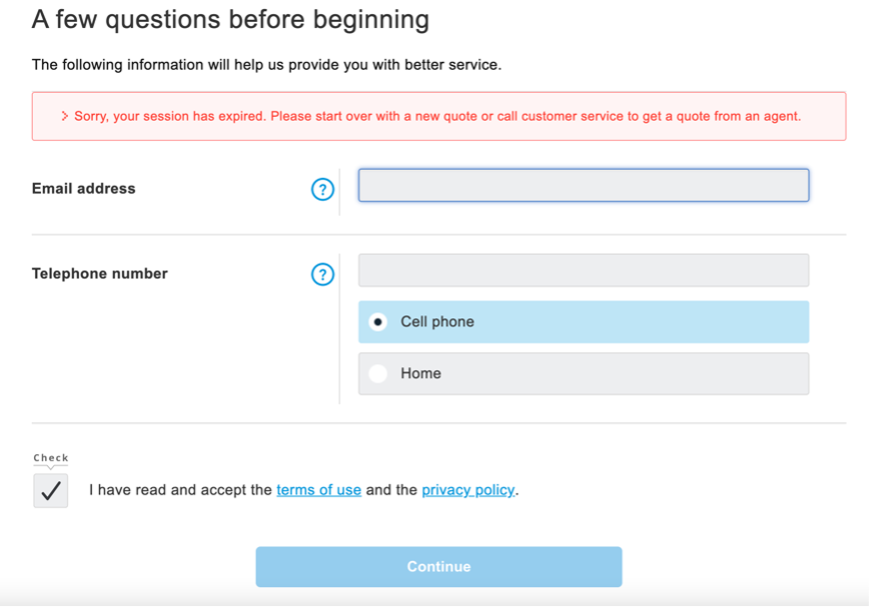 A few questions before beginning
The following information will help us provide you with better service.
> Sorry, your session has expired. Please start over with a new quote or call customer service to get a quote from an agent.
Email address ?
Telephone number ?
Cell phone
Home
Check
I have read and accept the terms of use and the privacy policy.
Continue